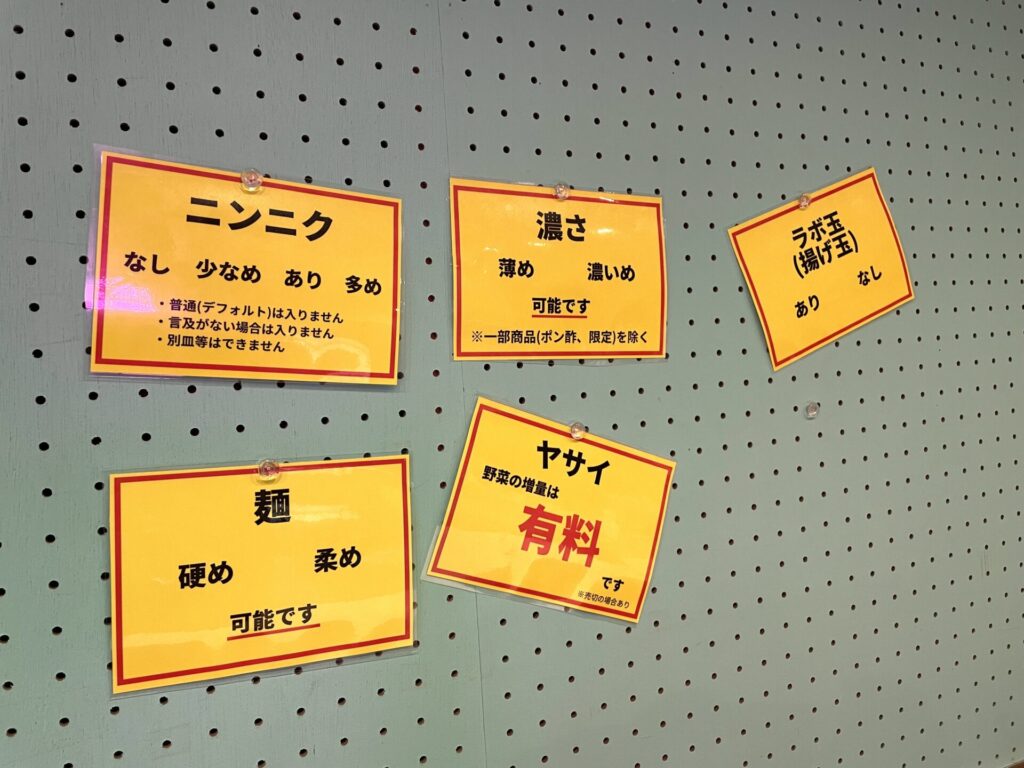 ニンニク
なし 少なめ あり 多め
・普通(デフォルト)は入りません
・言及がない場合は入りません
・別皿等はできません
濃さ
薄め 濃いめ
可能です
※一部商品(ポン酢、限定)を除く
ラボ玉
(揚げ玉)
あり なし
麺
硬め 柔め
可能です
ヤサイ
野菜の増量は
有料
です
※売切の場合あり